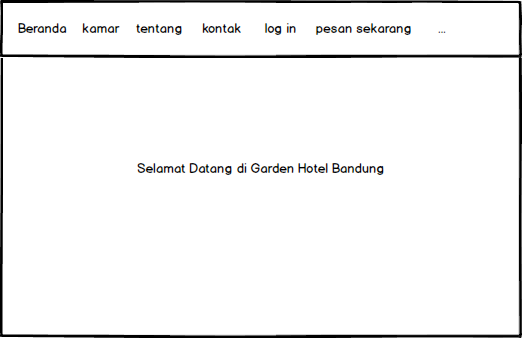 Beranda kamar tentang kontak log in pesan sekarang ...
Selamat Datang di Garden Hotel Bandung